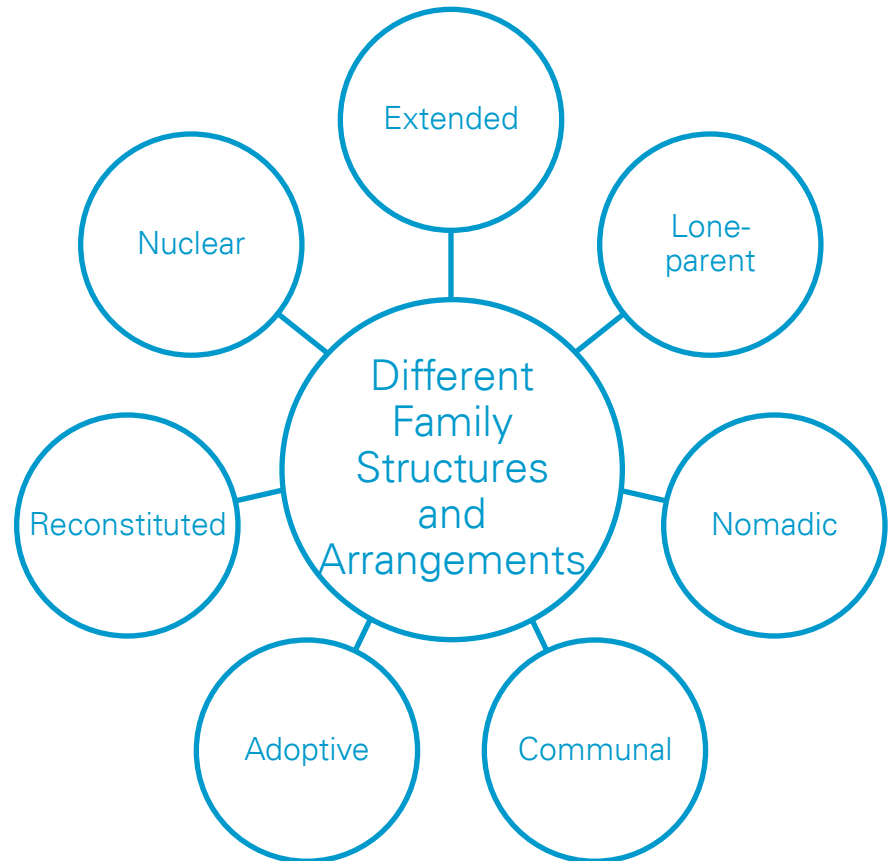 Extended
Nuclear
Lone-
parent
Different
Family
Structures
and
Arrangements
Reconstituted
Nomadic
Adoptive
Communal